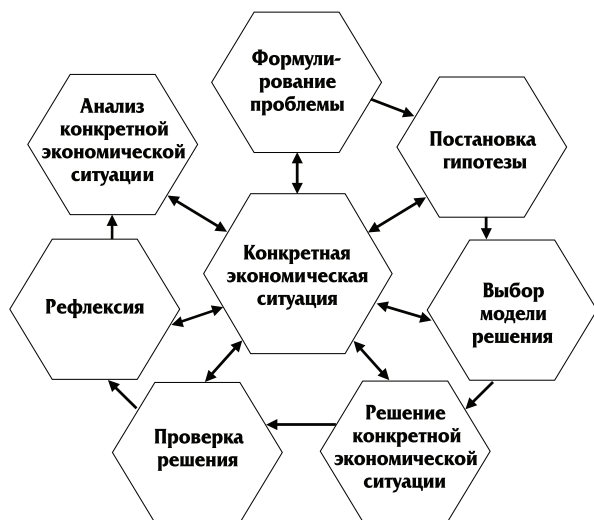 Формули-
рование
проблемы
Анализ
конкретной
экономической
ситуации
Постановка
гипотезы
Конкретная
экономическая
ситуация
Рефлексия
Выбор
модели
решения
Проверка
решения
Решение
конкретной
экономической
ситуации